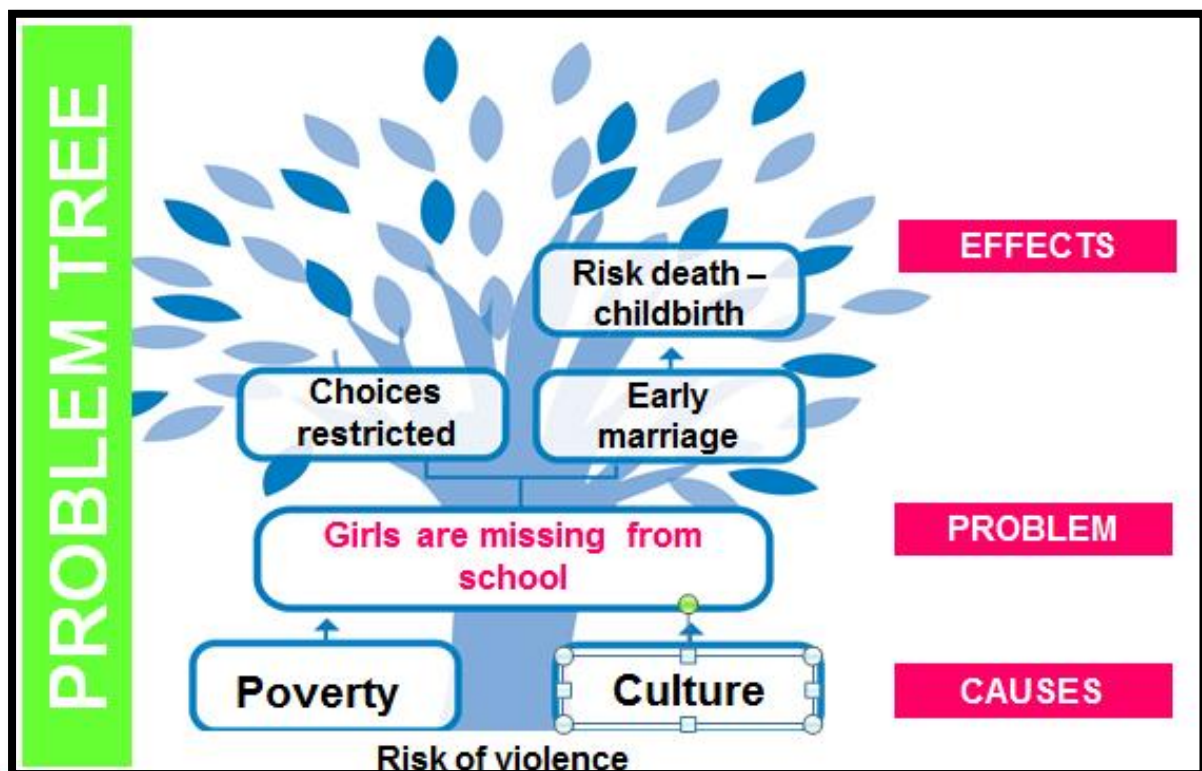 PROBLEM TREE
EFFECTS
Risk death –
childbirth
Choices
restricted
Early
marriage
PROBLEM
Girls are missing from
school
Poverty
Culture
CAUSES
Risk of violence